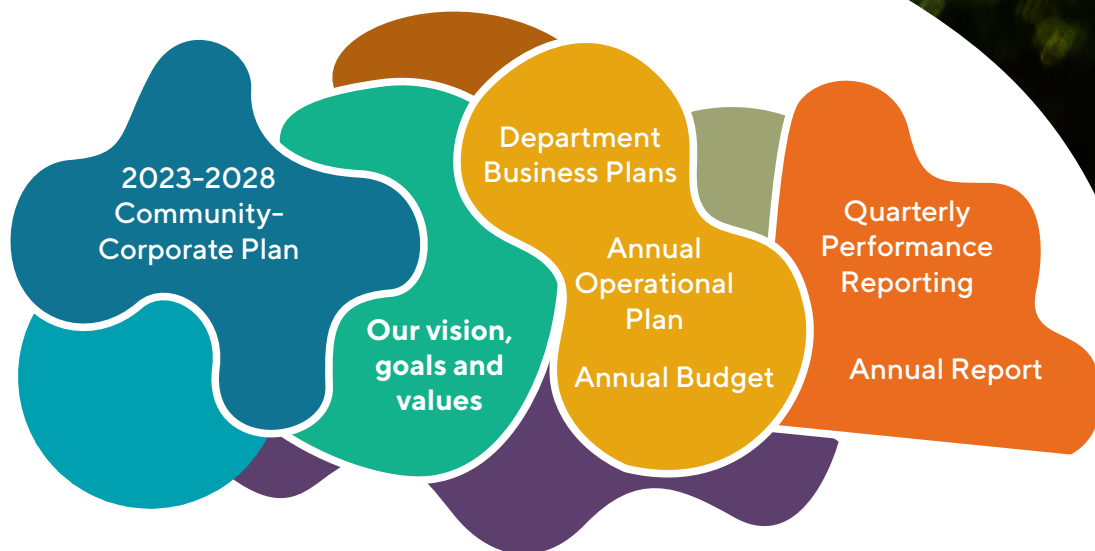 2023-2028
Community-
Corporate Plan
Our vision,
goals and
values
Department
Business Plans
Annual
Operational
Plan
Annual Budget
Quarterly
Performance
Reporting
Annual Report